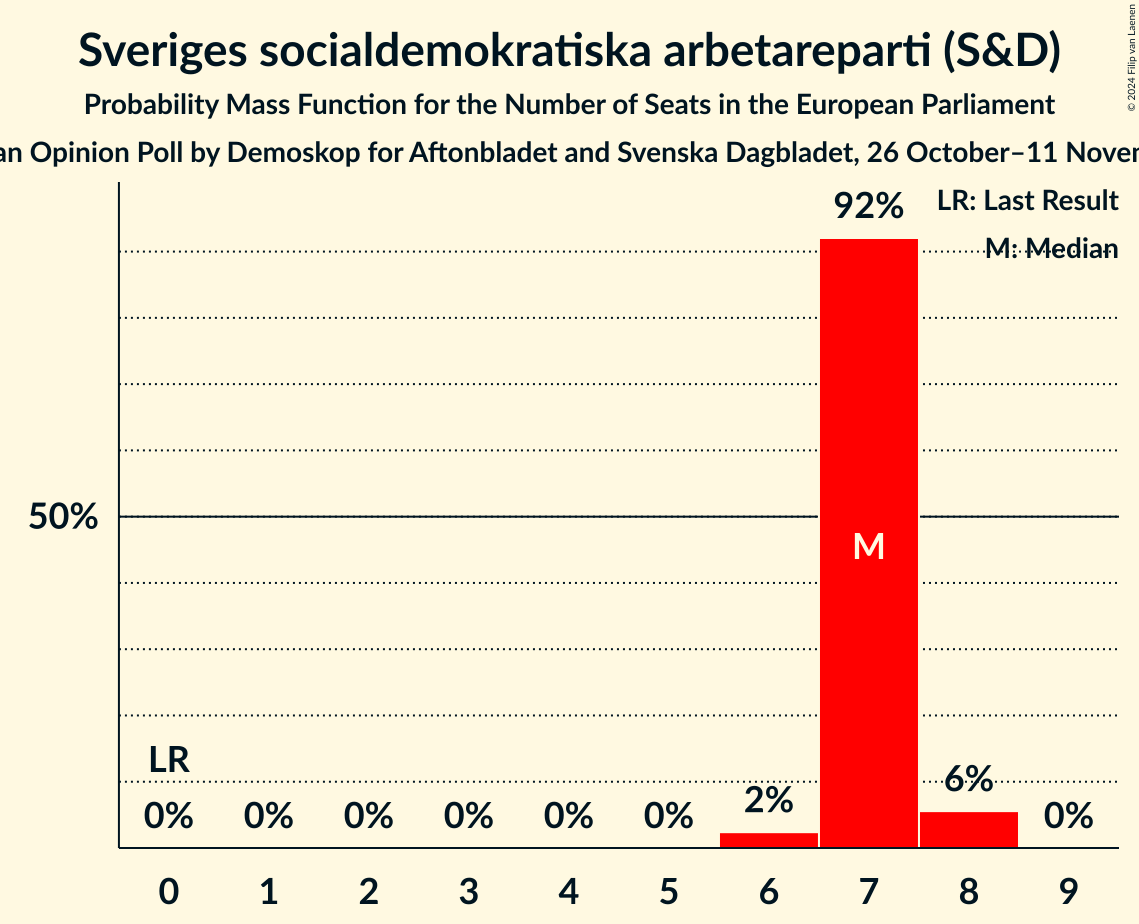 Sveriges socialdemokratiska arbetareparti (S&D)
Probability Mass Function for the Number of Seats in the European Parliament
an Opinion Poll by Demoskop for Aftonbladet and Svenska Dagbladet, 26 October–11
© 2024 Filip van Laenen
LR: Last Result
M: Median
92%
50%
M
LR
0% 0% 0% 0% 0% 0% 2% 6% 0%
0 1 2 3 4 5 6 7 8 9